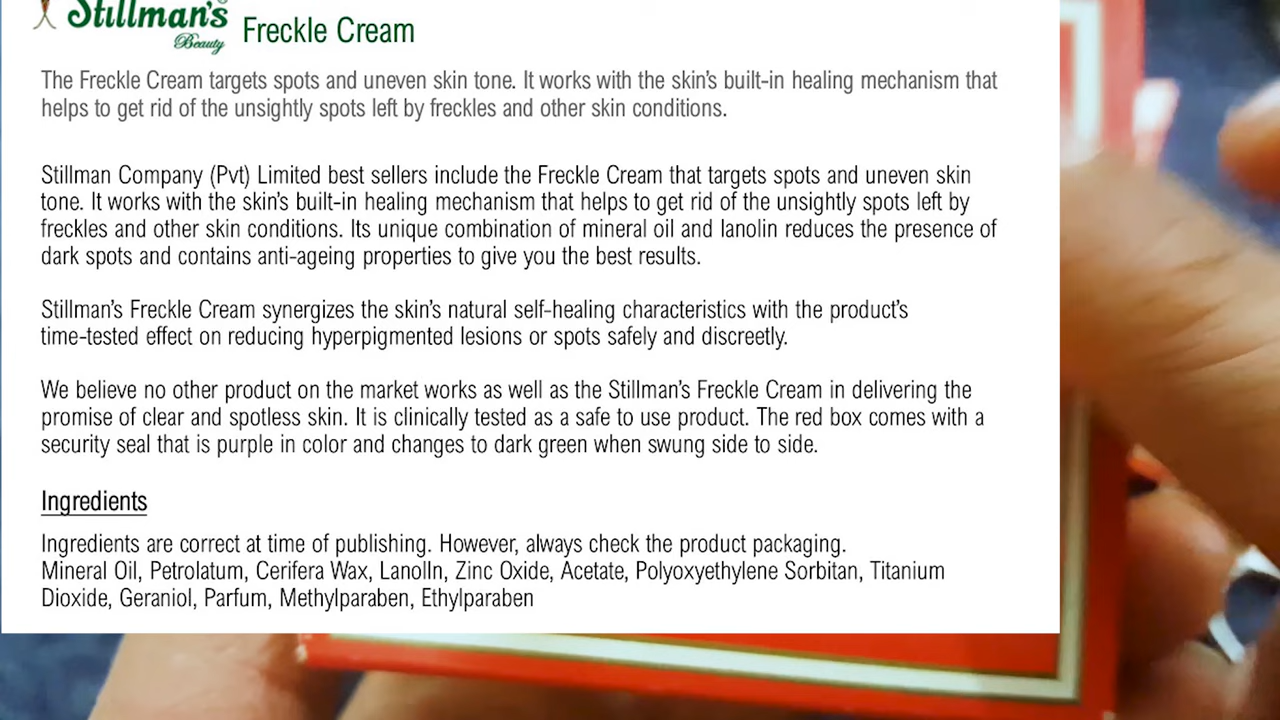 Stillman's®
Beauty
Freckle Cream
The Freckle Cream targets spots and uneven skin tone. It works with the skin's built-in healing mechanism that
helps to get rid of the unsightly spots left by freckles and other skin conditions.
Stillman Company (Pvt) Limited best sellers include the Freckle Cream that targets spots and uneven skin
tone. It works with the skin's built-in healing mechanism that helps to get rid of the unsightly spots left by
freckles and other skin conditions. Its unique combination of mineral oil and lanolin reduces the presence of
dark spots and contains anti-ageing properties to give you the best results.
Stillman's Freckle Cream synergizes the skin's natural self-healing characteristics with the product's
time-tested effect on reducing hyperpigmented lesions or spots safely and discreetly.
We believe no other product on the market works as well as the Stillman's Freckle Cream in delivering the
promise of clear and spotless skin. It is clinically tested as a safe to use product. The red box comes with a
security seal that is purple in color and changes to dark green when swung side to side.
Ingredients
Ingredients are correct at time of publishing. However, always check the product packaging.
Mineral Oil, Petrolatum, Cerifera Wax, Lanolln, Zinc Oxide, Acetate, Polyoxyethylene Sorbitan, Titanium
Dioxide, Geraniol, Parfum, Methylparaben, Ethylparaben